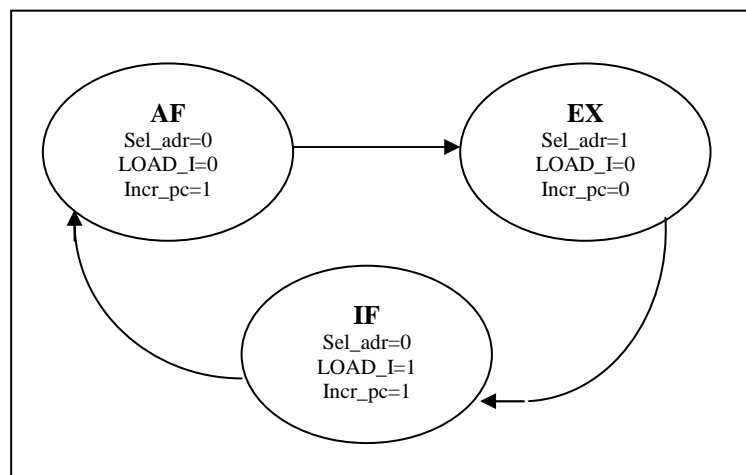 AF
Sel_adr=0
LOAD_I=0
Incr_pc=1
EX
Sel_adr=1
LOAD_I=0
Incr_pc=0
IF
Sel_adr=0
LOAD_I=1
Incr_pc=1